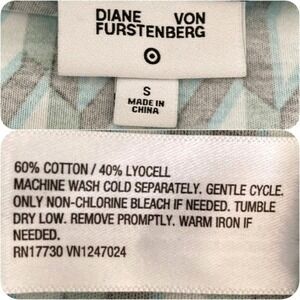 DIANE VON
FURSTENBERG
S
MADE IN
CHINA
60% COTTON / 40% LYOCELL
MACHINE WASH COLD SEPARATELY. GENTLE CYCLE.
ONLY NON-CHLORINE BLEACH IF NEEDED. TUMBLE
DRY LOW. REMOVE PROMPTLY. WARM IRON IF
NEEDED.
RN17730 VN1247024